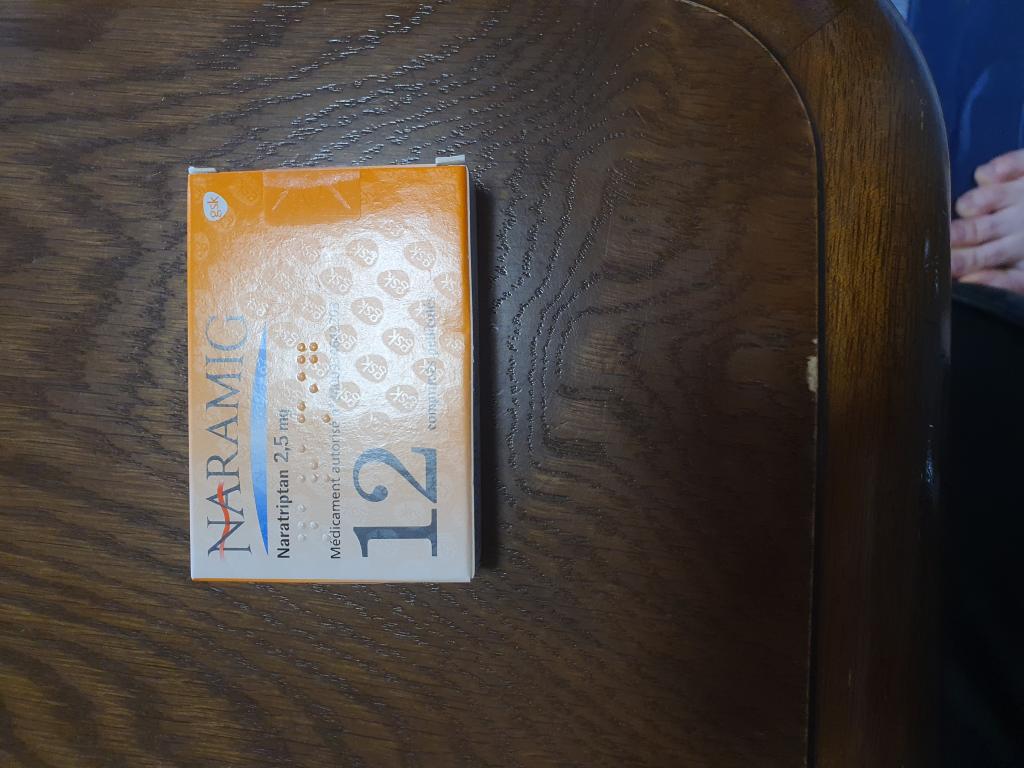 gsk
NARAMIG
Naratriptan 2,5 mg
Médicament autorisé
12 comprimés pelliculés